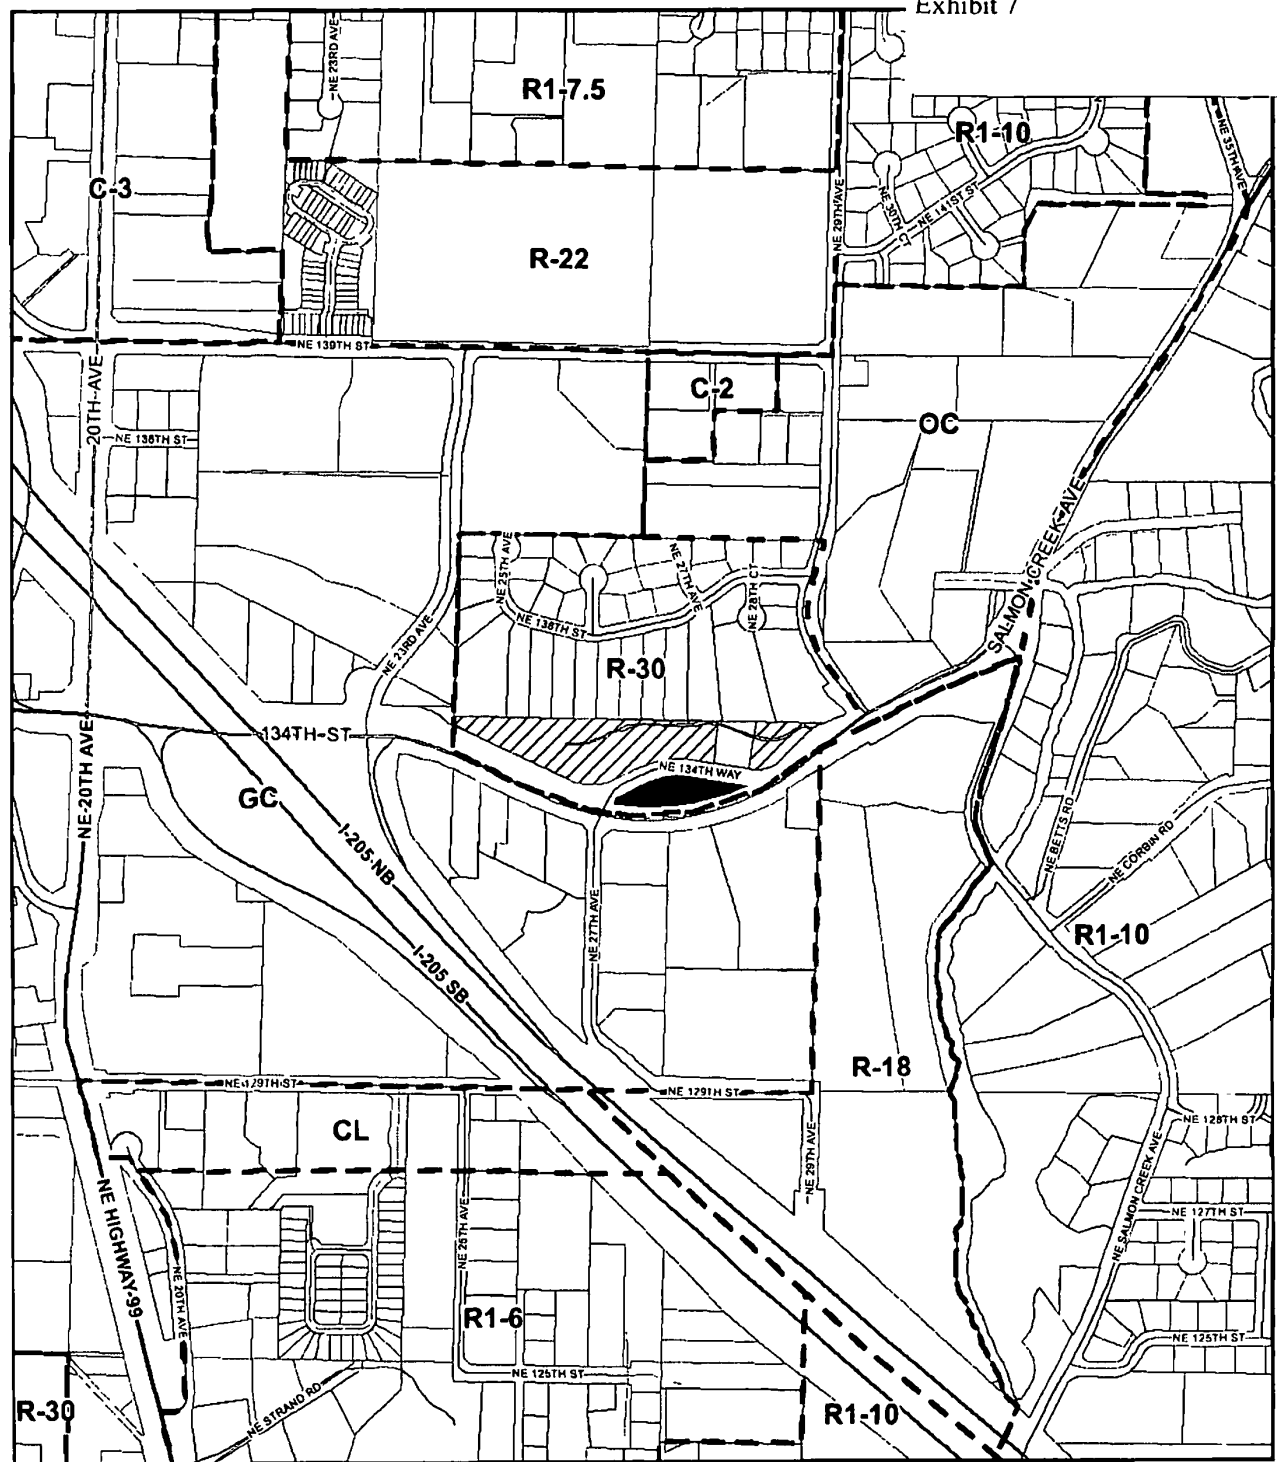 Exhibit 7
NE 23RD AVE
R1-7.5
R1-10
NE 35TH AVE
C-3
NE 29TH AVE
NE 30TH CT
NE 141ST ST
R-22
NE 139TH ST
20TH AVE
C-2
OC
NE 138TH ST
SALMON CREEK AVE
NE 25TH AVE
NE 27TH AVE
NE 28TH CT
NE 136TH ST
NE 23RD AVE
R-30
134TH ST
NE 134TH WAY
NE 20TH AVE
GC
I-205 NB
NE BETTS RD
NE CORBIN RD
NE 27TH AVE
I-205 SB
R1-10
R-18
NE 129TH ST
NE 129TH ST
CL
NE 128TH ST
NE 29TH AVE
NE SALMON CREEK AVE
NE HIGHWAY 99
NE 25TH AVE
NE 127TH ST
NE 20TH AVE
R1-6
NE 125TH ST
NE 125TH ST
NE STRAND RD
R-30
R1-10